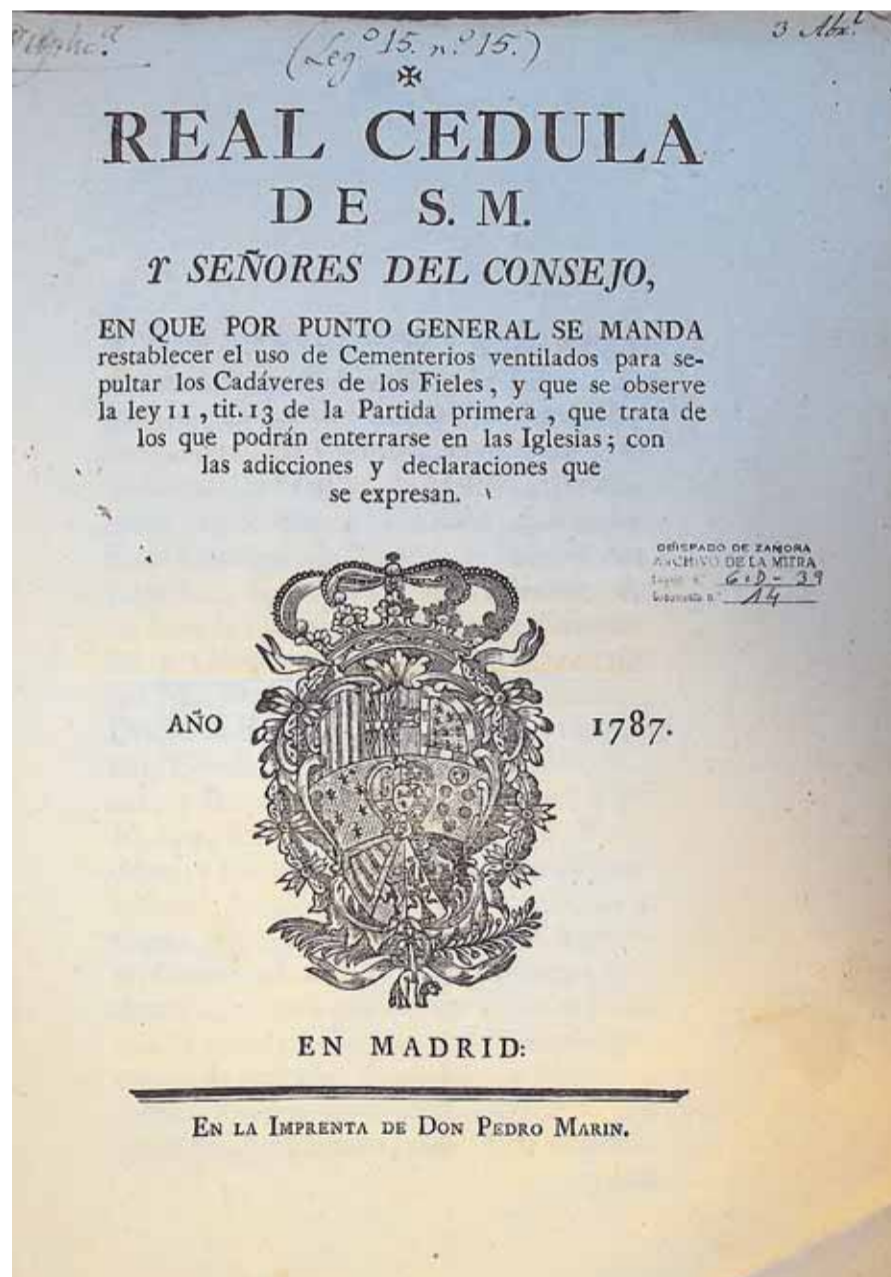 3 Abr.l
(Leg.o 15. n.o 15.)
REAL CEDULA
DE S. M.
Y SEÑORES DEL CONSEJO,
EN QUE POR PUNTO GENERAL SE MANDA
restablecer el uso de Cementerios ventilados para se-
pultar los Cadáveres de los Fieles, y que se observe
la ley 11, tit. 13 de la Partida primera, que trata de
los que podrán enterrarse en las Iglesias; con
las adicciones y declaraciones que
se expresan.
OBISPADO DE ZAMORA
ARCHIVO DE LA MITRA
39
14
AÑO 1787.
EN MADRID:
EN LA IMPRENTA DE DON PEDRO MARIN.